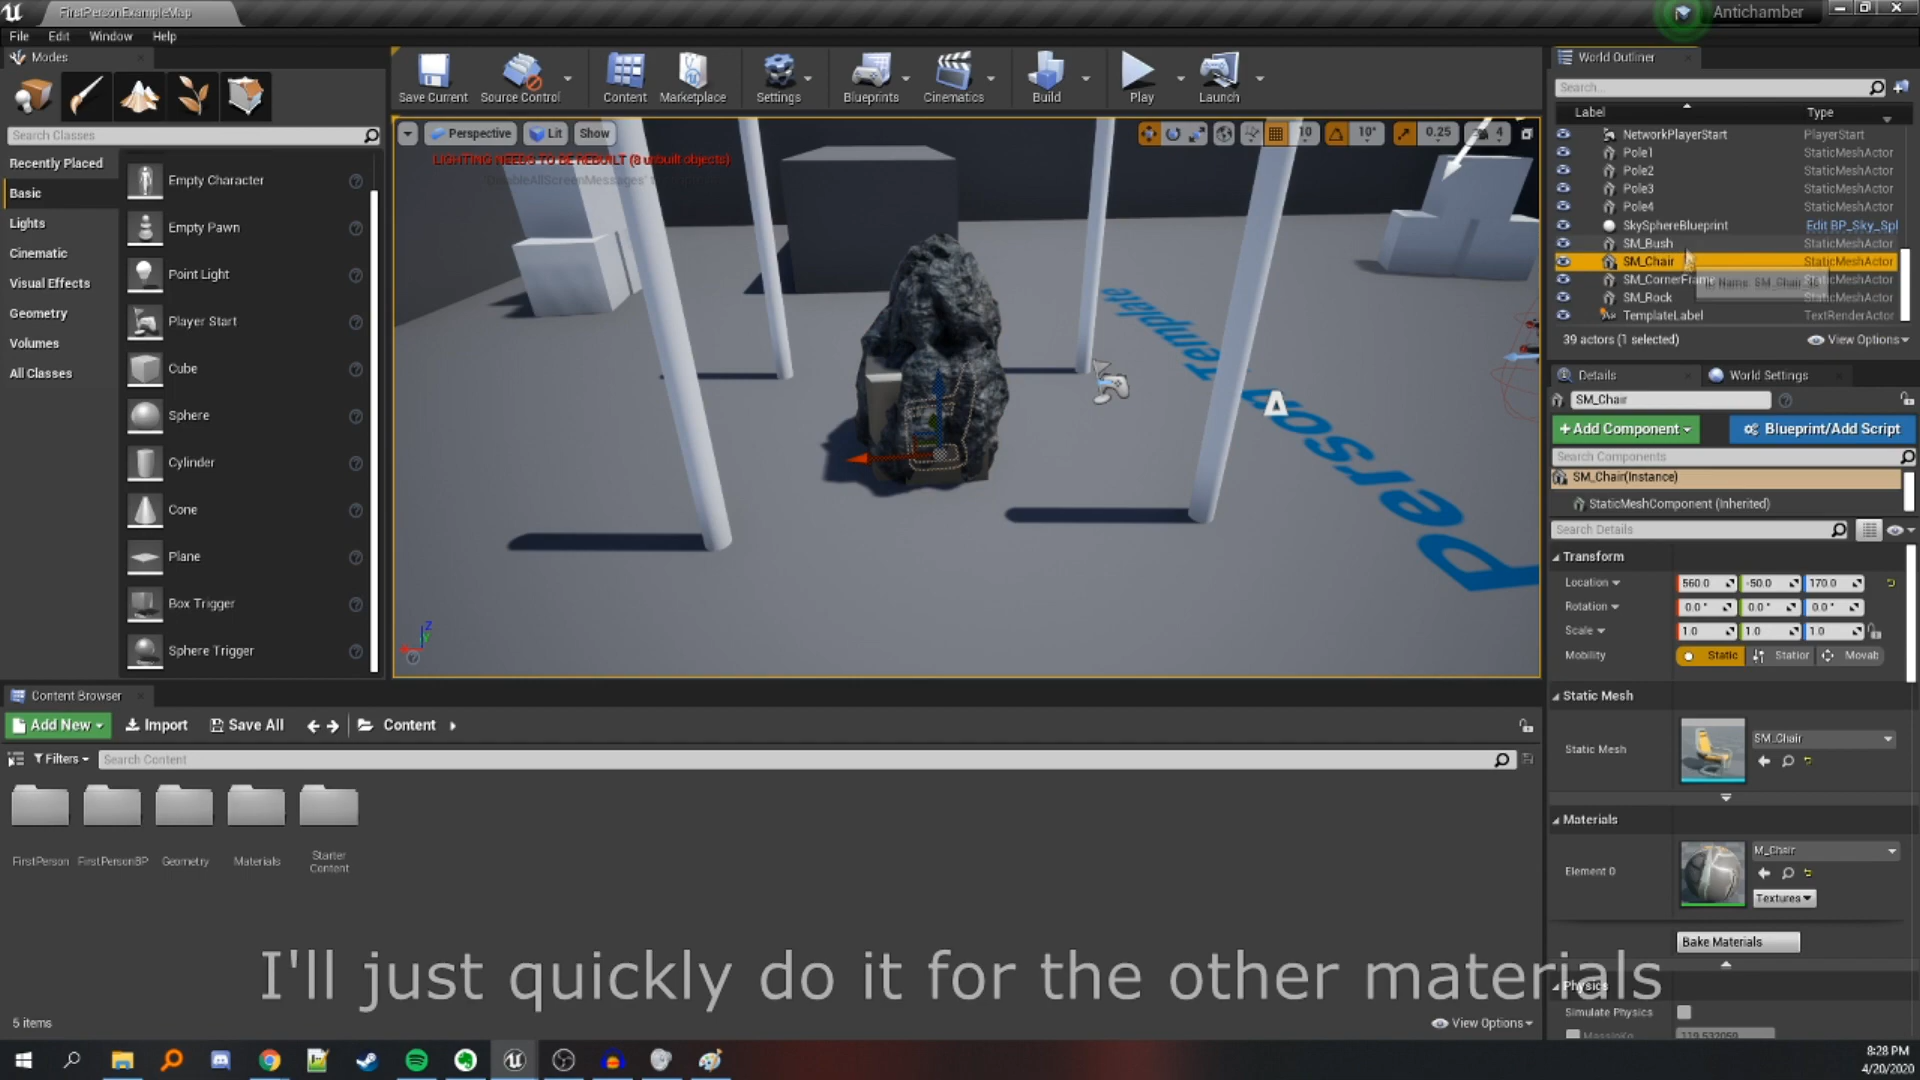 FirstPersonExampleMap
Antichamber
File Edit Window Help
Modes
Search Classes
Recently Placed
Basic
Lights
Cinematic
Visual Effects
Geometry
Volumes
All Classes
Empty Character
Empty Pawn
Point Light
Player Start
Cube
Sphere
Cylinder
Cone
Plane
Box Trigger
Sphere Trigger
Save Current Source Control Content Marketplace Settings Blueprints Cinematics Build Play Launch
Perspective Lit Show
10 10° 0.25 4
LIGHTING NEEDS TO BE REBUILT (8 unbuilt objects)
Person Template
World Outliner
Search...
Label Type
NetworkPlayerStart PlayerStart
Pole1 StaticMeshActor
Pole2 StaticMeshActor
Pole3 StaticMeshActor
Pole4 StaticMeshActor
SkySphereBlueprint Edit BP_Sky_Spl
SM_Bush StaticMeshActor
SM_Chair StaticMeshActor
SM_CornerFrame
SM_Rock StaticMeshActor
TemplateLabel TextRenderActor
39 actors (1 selected) View Options
Details World Settings
SM_Chair
+Add Component Blueprint/Add Script
Search Components
SM_Chair(Instance)
StaticMeshComponent (Inherited)
Search Details
Transform
Location 560.0 -50.0 170.0
Rotation 0.0° 0.0° 0.0°
Scale 1.0 1.0 1.0
Mobility Static Station Movab
Static Mesh
Static Mesh SM_Chair
Materials
Element 0 M_Chair
Textures
Bake Materials
Physics
Simulate Physics
Content Browser
Add New Import Save All Content
Filters Search Content
FirstPerson FirstPersonBP Geometry Materials Starter Content
I'll just quickly do it for the other materials
5 items View Options
8:28 PM
4/20/2020